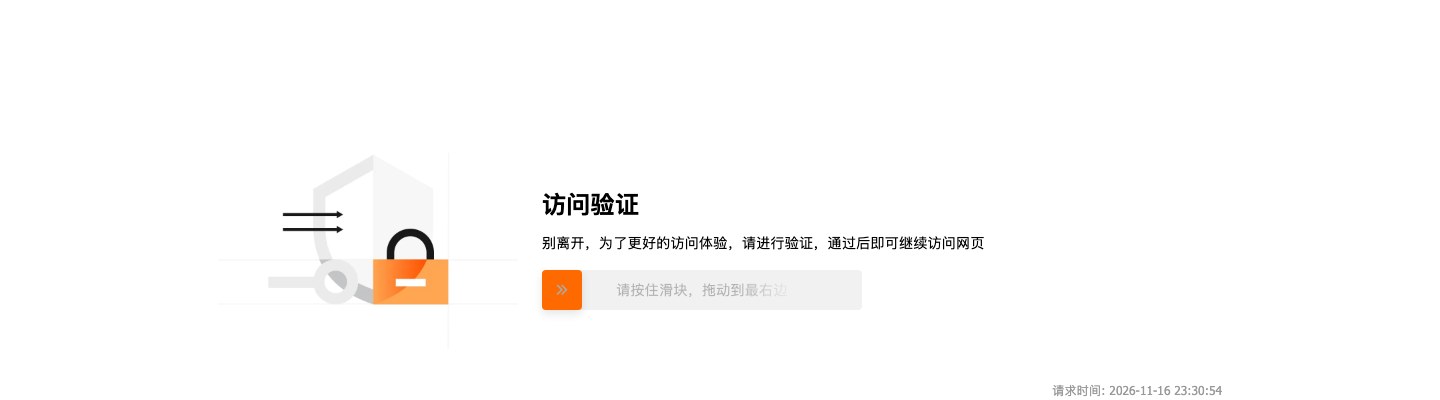 访问验证
别离开，为了更好的访问体验，请进行验证，通过后即可继续访问网页
请按住滑块，拖动到最右边
请求时间: 2026-11-16 23:30:54